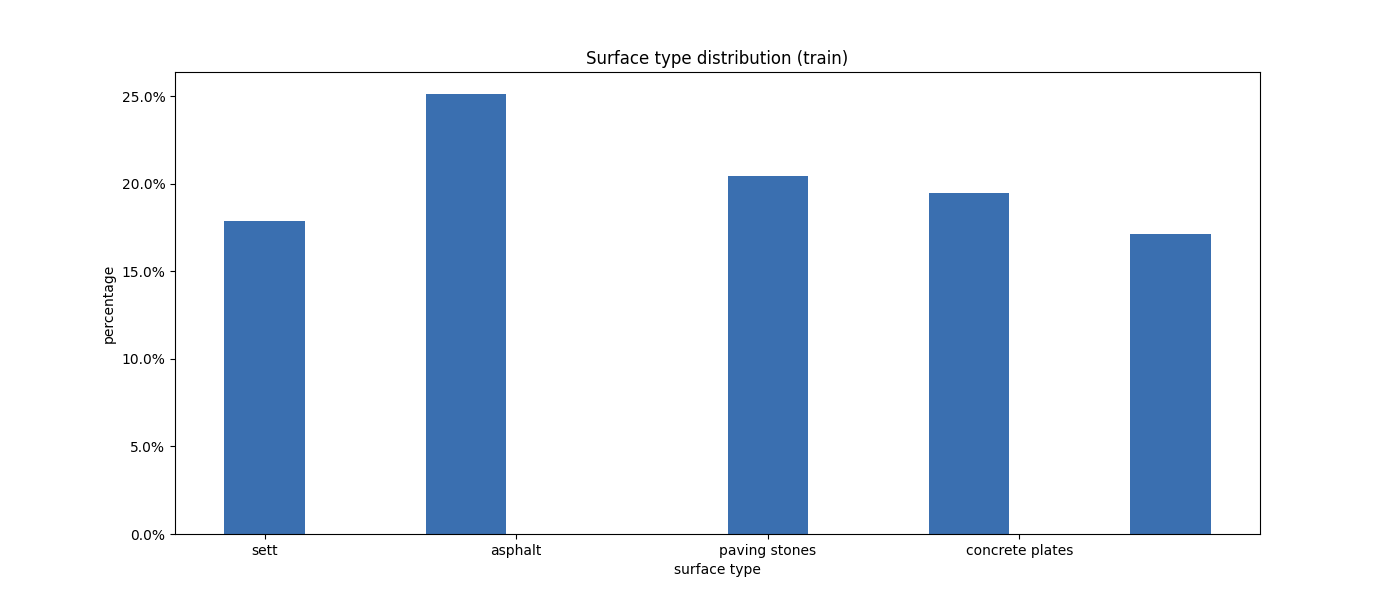 Surface type distribution (train)
25.0%
20.0%
15.0%
10.0%
5.0%
0.0%
percentage
sett asphalt paving stones concrete plates
surface type